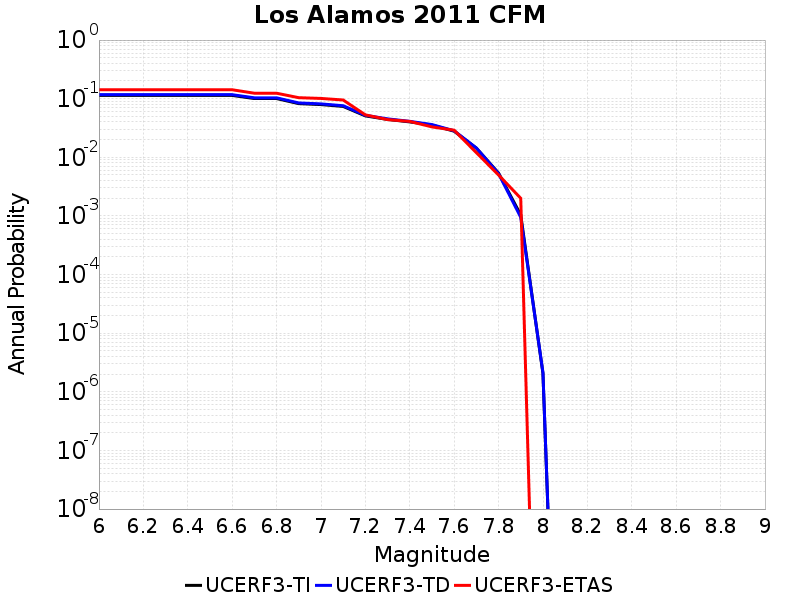 Los Alamos 2011 CFM
Annual Probability
10^0
10^-1
10^-2
10^-3
10^-4
10^-5
10^-6
10^-7
10^-8
6 6.2 6.4 6.6 6.8 7 7.2 7.4 7.6 7.8 8 8.2 8.4 8.6 8.8 9
Magnitude
UCERF3-TI UCERF3-TD UCERF3-ETAS